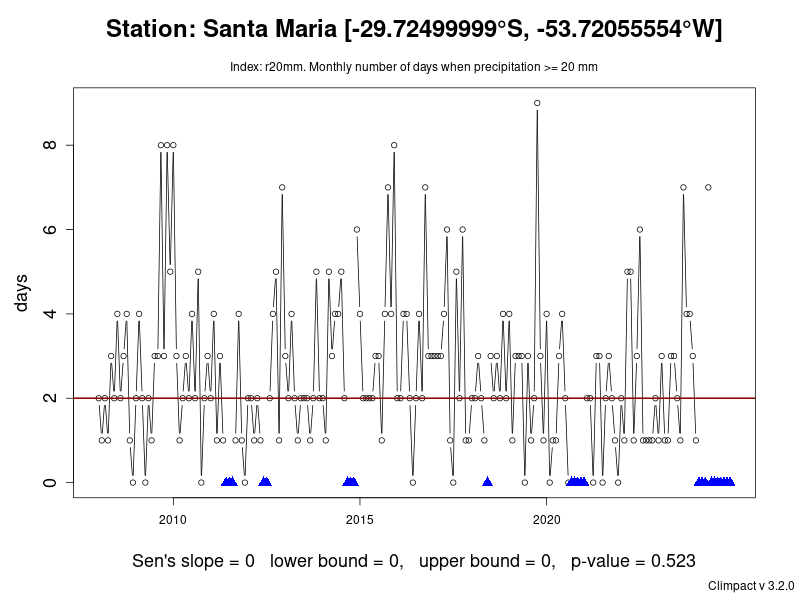 Station: Santa Maria [-29.72499999°S, -53.72055554°W]
Index: r20mm. Monthly number of days when precipitation >= 20 mm
days
8
6
4
2
0
2010 2015 2020
Sen's slope = 0 lower bound = 0, upper bound = 0, p-value = 0.523
Climpact v 3.2.0